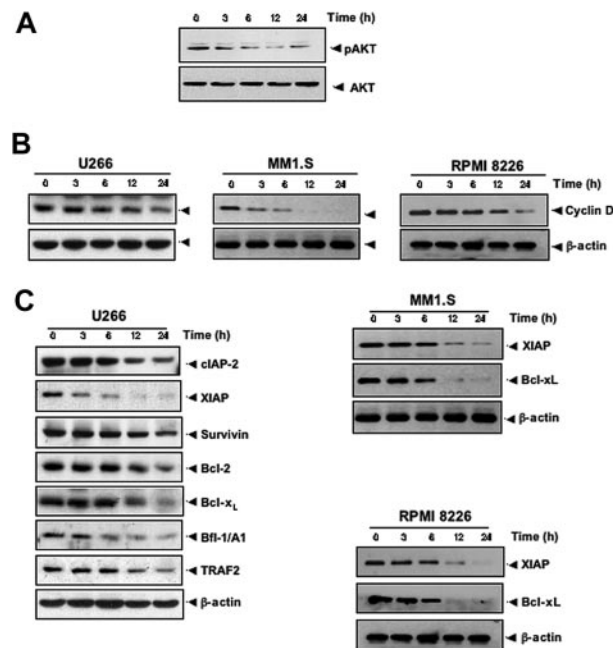 A
0 3 6 12 24 Time (h)
pAKT
AKT
B
U266
0 3 6 12 24
MM1.S
0 3 6 12 24
RPMI 8226
0 3 6 12 24 Time (h)
Cyclin D
β-actin
C
U266
0 3 6 12 24 Time (h)
cIAP-2
XIAP
Survivin
Bcl-2
Bcl-xL
Bfl-1/A1
TRAF2
β-actin
MM1.S
0 3 6 12 24 Time (h)
XIAP
Bcl-xL
β-actin
RPMI 8226
0 3 6 12 24 Time (h)
XIAP
Bcl-xL
β-actin